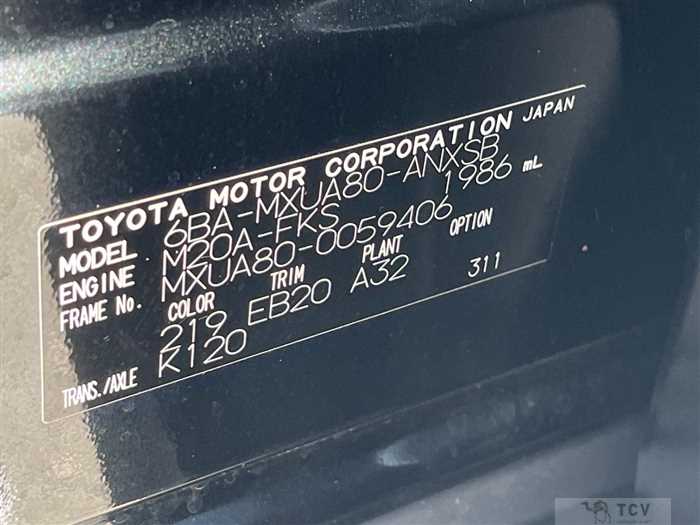 TOYOTA MOTOR CORPORATION JAPAN
MODEL 6BA-MXUA80-ANXSB
ENGINE M20A-FKS 1986 mL
FRAME No. MXUA80-0059406
COLOR TRIM PLANT OPTION
219 EB20 A32 311
TRANS./AXLE K120
TCV